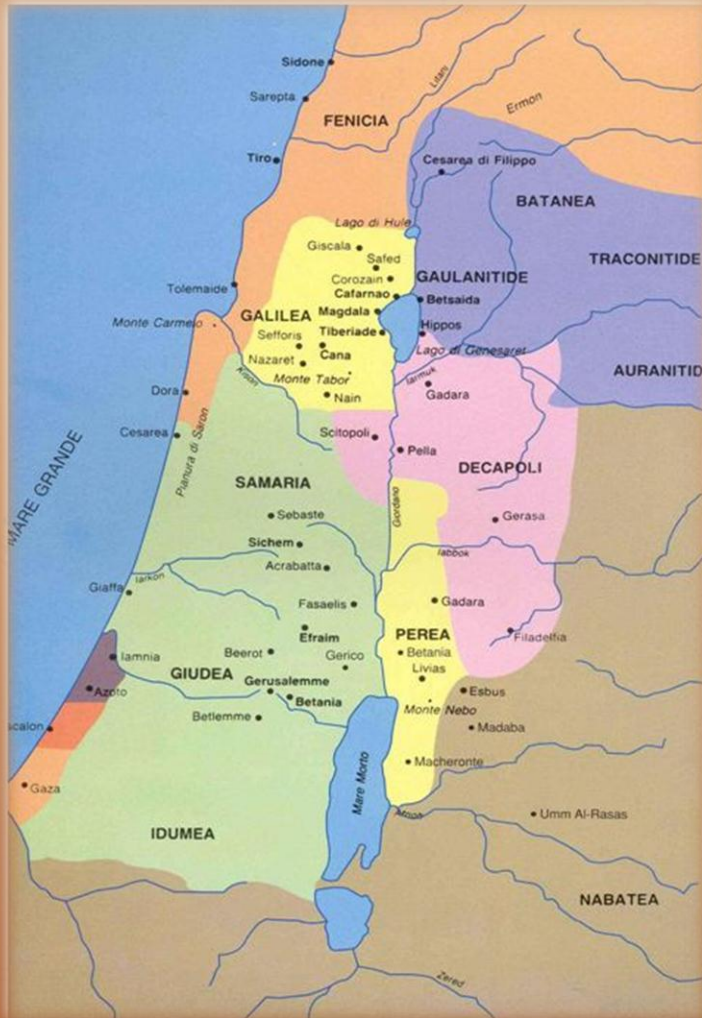 Sidone
Litani
Sarepta
Ermon
FENICIA
Tiro
Cesarea di Filippo
BATANEA
Lago di Hule
Giscala
Safed
TRACONITIDE
Corozain
GAULANITIDE
Tolemaide
Cafarnao
Betsaida
Magdala
GALILEA
Monte Carmelo
Tiberiade
Hippos
Sefforis
Cana
Lago di Genesaret
Nazaret
Iarmuk
AURANITID
Kison
Monte Tabor
Gadara
Dora
Nain
Cesarea
Scitopoli
Pianura di Saron
Pella
DECAPOLI
MARE GRANDE
SAMARIA
Giordano
Sebaste
Gerasa
Sichem
Iabbok
Acrabatta
Iarkon
Giaffa
Fasaelis
Gadara
Efraim
PEREA
Filadelfia
Iamnia
Beerot
Gerico
Betania
GIUDEA
Livias
Gerusalemme
Azoto
Betania
Esbus
Betlemme
Monte Nebo
scalon
Madaba
Mare Morto
Macheronte
Gaza
Umm Al-Rasas
IDUMEA
NABATEA
Zered